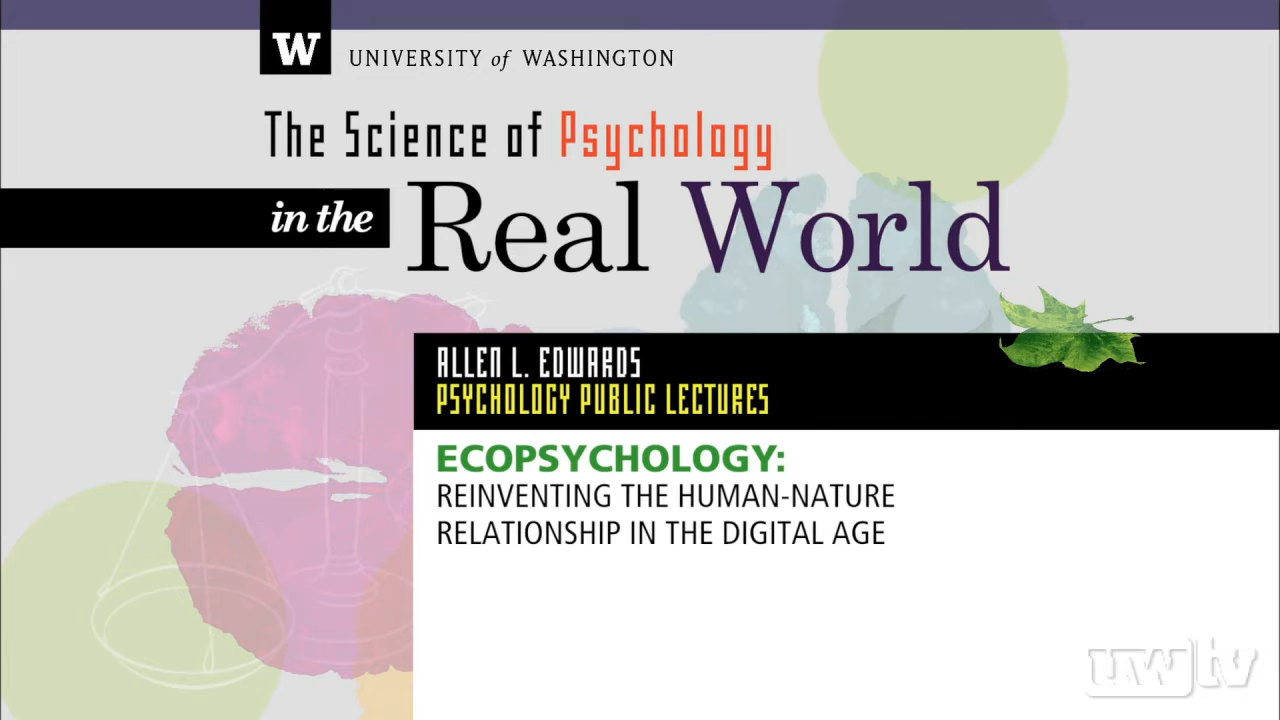 W
UNIVERSITY of WASHINGTON
The Science of Psychology
in the Real World
ALLEN L. EDWARDS
PSYCHOLOGY PUBLIC LECTURES
ECOPSYCHOLOGY:
REINVENTING THE HUMAN-NATURE
RELATIONSHIP IN THE DIGITAL AGE
uwtv